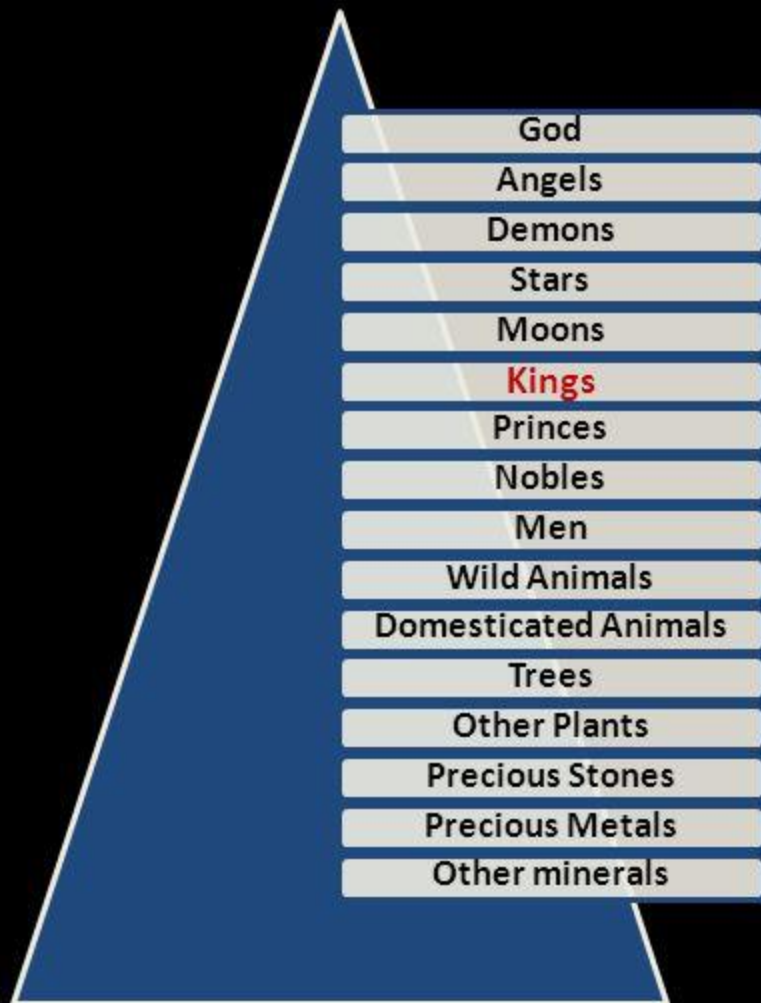 God
Angels
Demons
Stars
Moons
Kings
Princes
Nobles
Men
Wild Animals
Domesticated Animals
Trees
Other Plants
Precious Stones
Precious Metals
Other minerals